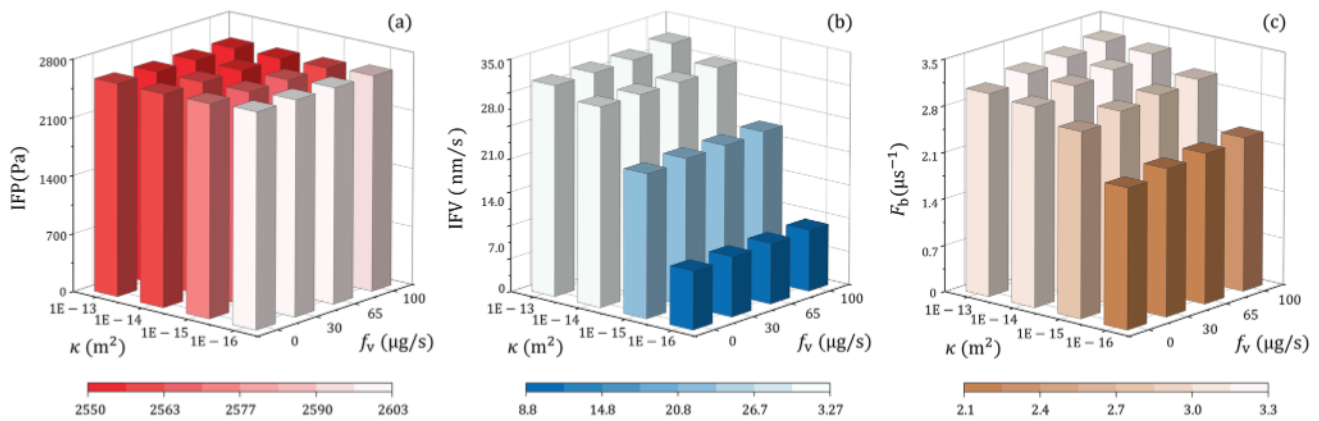 (a)
2800
2100
1400
700
0
IFP(Pa)
1E − 13
1E − 14
1E − 15
1E − 16
κ (m²)
0
30
65
100
fᵥ (μg/s)
2550 2563 2577 2590 2603
(b)
35.0
28.0
21.0
14.0
7.0
0
IFV ( nm/s)
1E − 13
1E − 14
1E − 15
1E − 16
κ (m²)
0
30
65
100
fᵥ (μg/s)
8.8 14.8 20.8 26.7 3.27
(c)
3.5
2.8
2.1
1.4
0.7
0
F_b(μs⁻¹)
1E − 13
1E − 14
1E − 15
1E − 16
κ (m²)
0
30
65
100
fᵥ (μg/s)
2.1 2.4 2.7 3.0 3.3